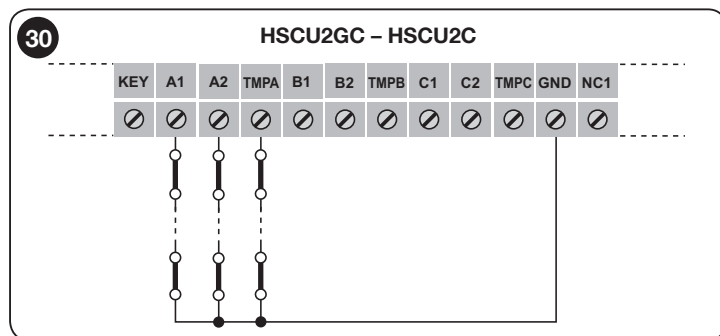 30
HSCU2GC – HSCU2C
KEY A1 A2 TMPA B1 B2 TMPB C1 C2 TMPC GND NC1